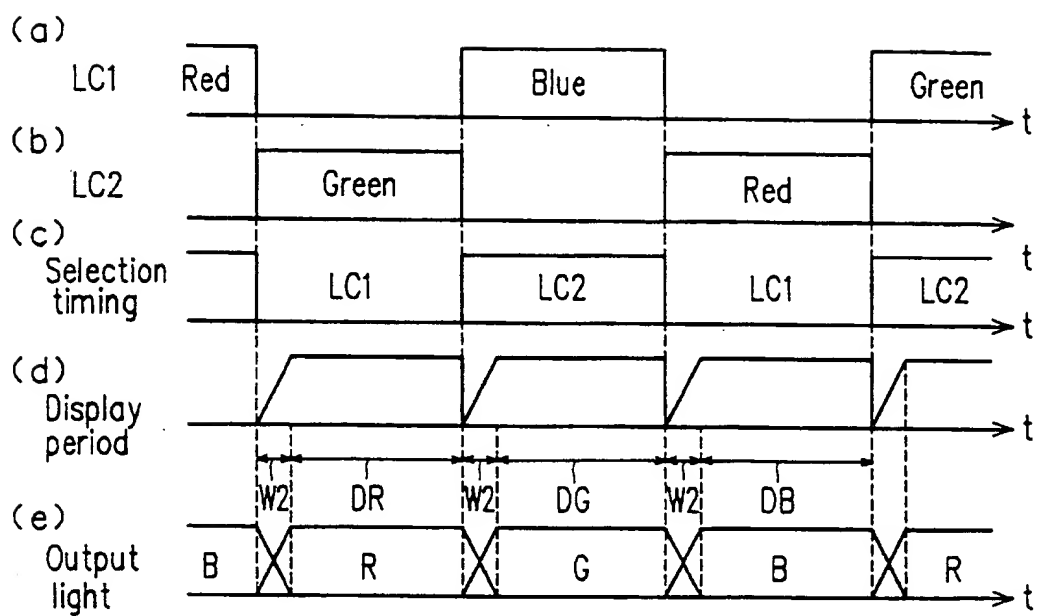 (a)
LC1 Red Blue Green
t
(b)
LC2 Green Red
t
(c)
Selection
timing LC1 LC2 LC1 LC2
t
(d)
Display
period
t
W2 DR W2 DG W2 DB
(e)
Output
light B R G B R
t